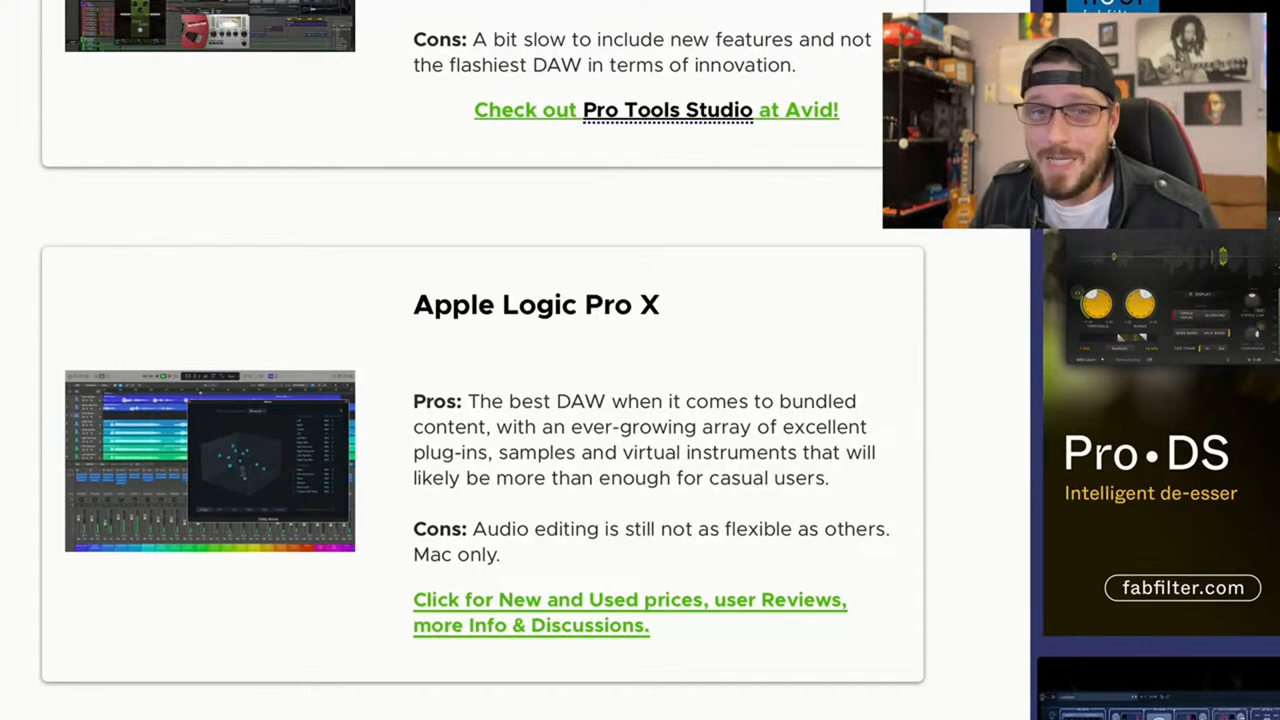 Cons: A bit slow to include new features and not
the flashiest DAW in terms of innovation.
Check out Pro Tools Studio at Avid!
Apple Logic Pro X
Pros: The best DAW when it comes to bundled
content, with an ever-growing array of excellent
plug-ins, samples and virtual instruments that will
likely be more than enough for casual users.
Cons: Audio editing is still not as flexible as others.
Mac only.
Click for New and Used prices, user Reviews,
more Info & Discussions.
Pro•DS
Intelligent de-esser
fabfilter.com